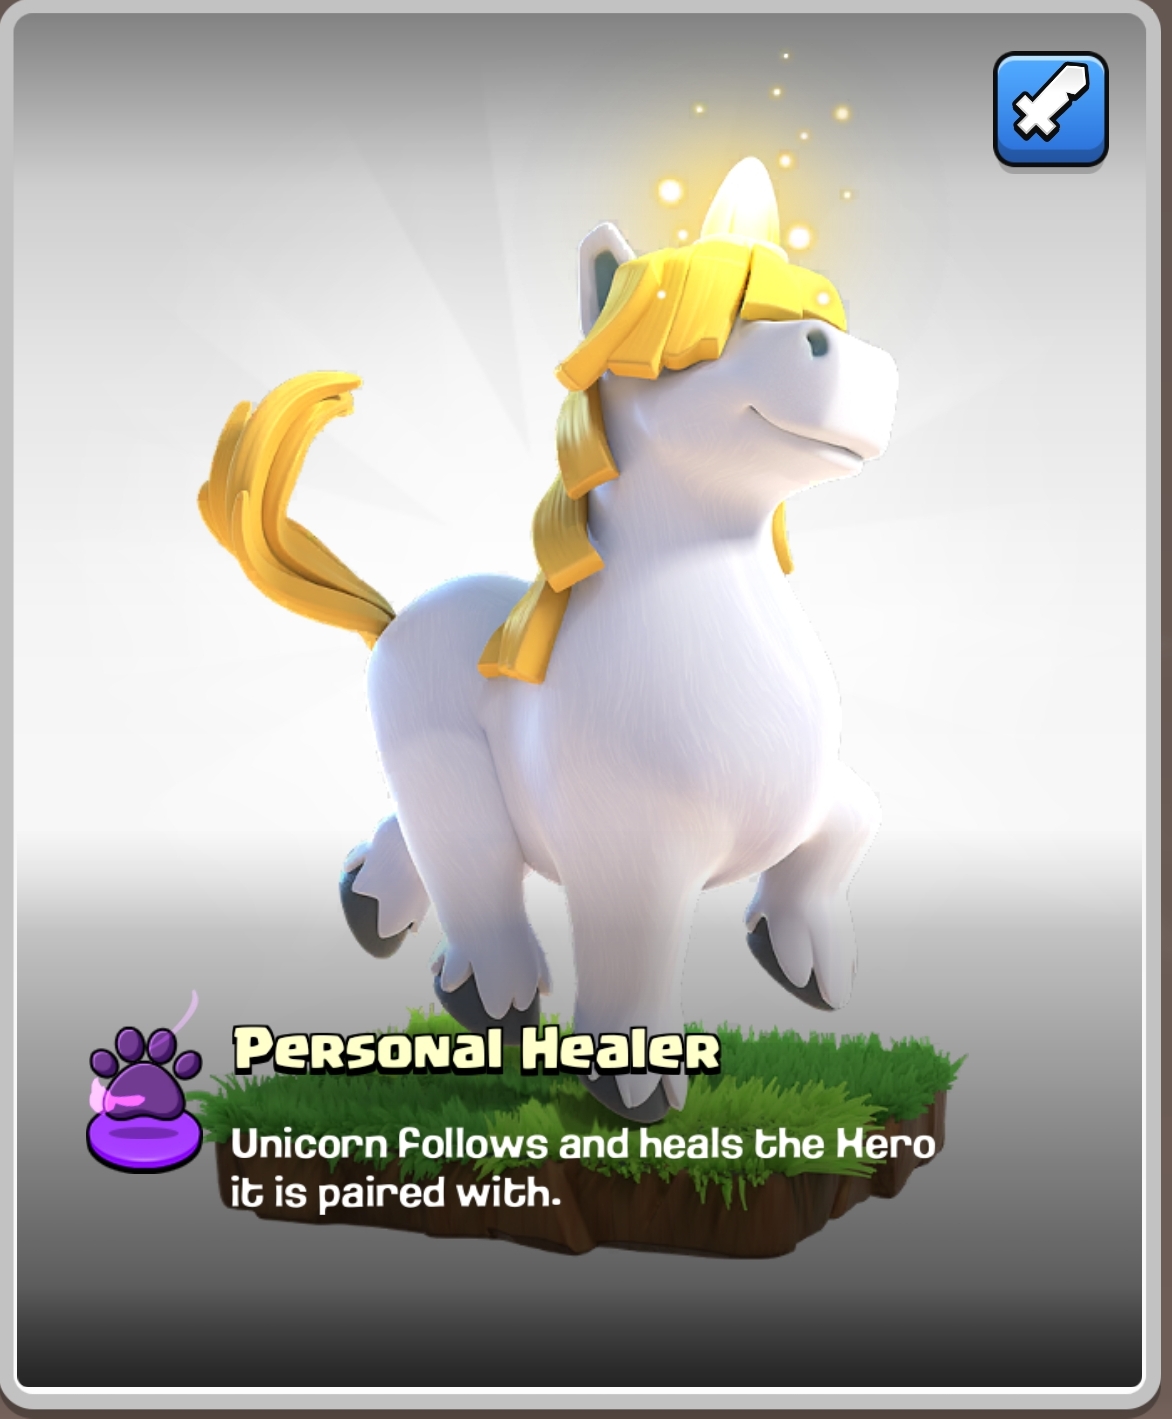 Personal Healer
Unicorn follows and heals the Hero
it is paired with.